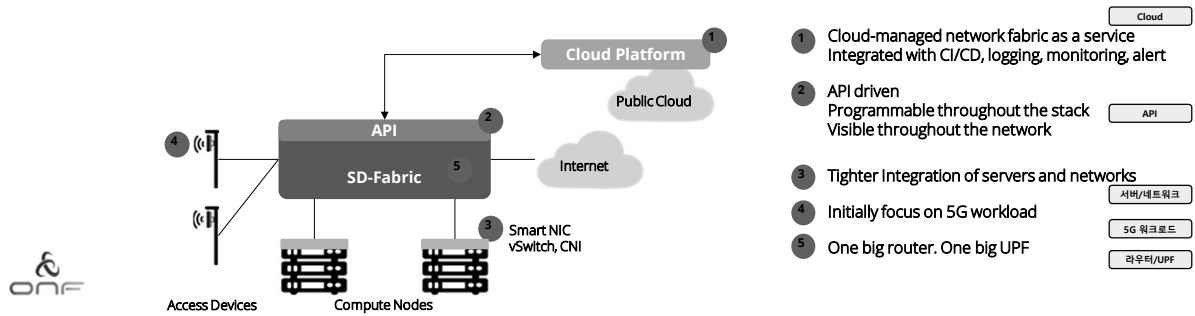 Cloud Platform
1
Public Cloud
API
2
4
5
SD-Fabric
Internet
3
Smart NIC
vSwitch, CNI
Access Devices
Compute Nodes
ONF
Cloud
1
Cloud-managed network fabric as a service
Integrated with CI/CD, logging, monitoring, alert
2
API driven
Programmable throughout the stack
Visible throughout the network
API
3
Tighter Integration of servers and networks
서버/네트워크
4
Initially focus on 5G workload
5G 워크로드
5
One big router. One big UPF
라우터/UPF